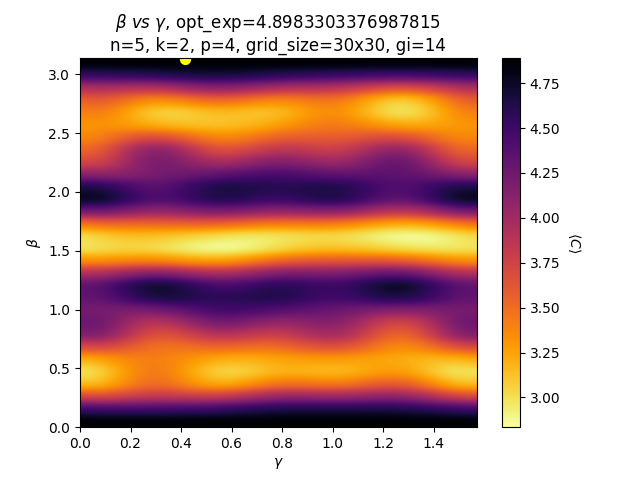 β vs γ, opt_exp=4.8983303376987815
n=5, k=2, p=4, grid_size=30x30, gi=14
3.0
2.5
2.0
1.5
1.0
0.5
0.0
β
0.0 0.2 0.4 0.6 0.8 1.0 1.2 1.4
γ
4.75
4.50
4.25
4.00
3.75
3.50
3.25
3.00
⟨C⟩